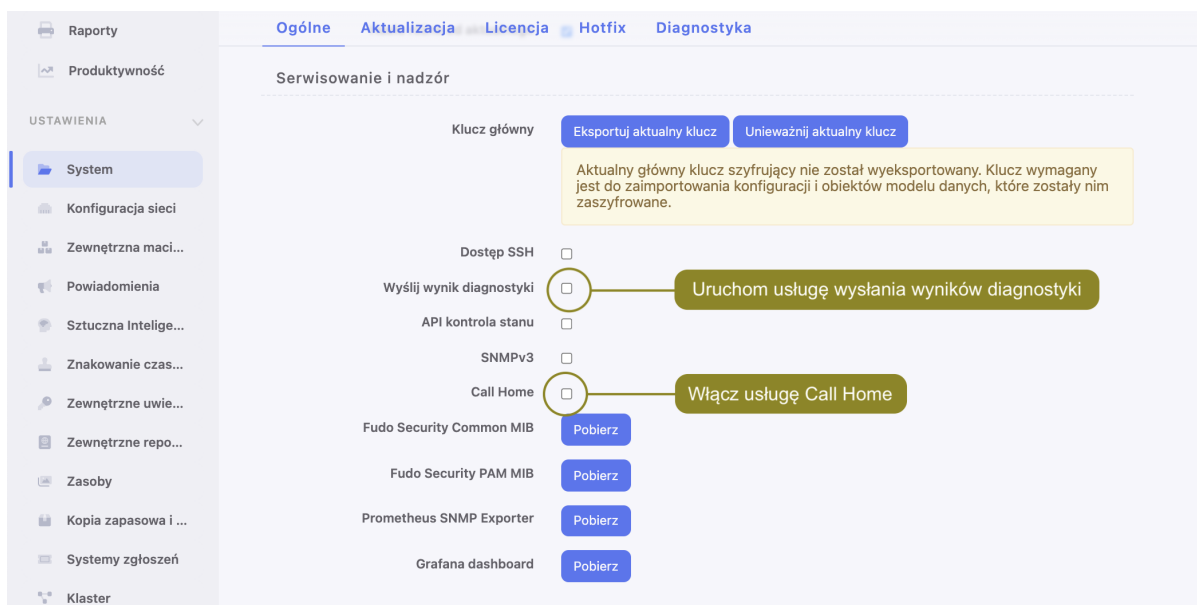 Raporty
Produktywność
USTAWIENIA
System
Konfiguracja sieci
Zewnętrzna maci...
Powiadomienia
Sztuczna Intelige...
Znakowanie czas...
Zewnętrzne uwie...
Zewnętrzne repo...
Zasoby
Kopia zapasowa i ...
Systemy zgłoszeń
Klaster
Ogólne Aktualizacja Licencja Hotfix Diagnostyka
Serwisowanie i nadzór
Klucz główny Eksportuj aktualny klucz Unieważnij aktualny klucz
Aktualny główny klucz szyfrujący nie został wyeksportowany. Klucz wymagany
jest do zaimportowania konfiguracji i obiektów modelu danych, które zostały nim
zaszyfrowane.
Dostęp SSH
Wyślij wynik diagnostyki Uruchom usługę wysłania wyników diagnostyki
API kontrola stanu
SNMPv3
Call Home Włącz usługę Call Home
Fudo Security Common MIB Pobierz
Fudo Security PAM MIB Pobierz
Prometheus SNMP Exporter Pobierz
Grafana dashboard Pobierz